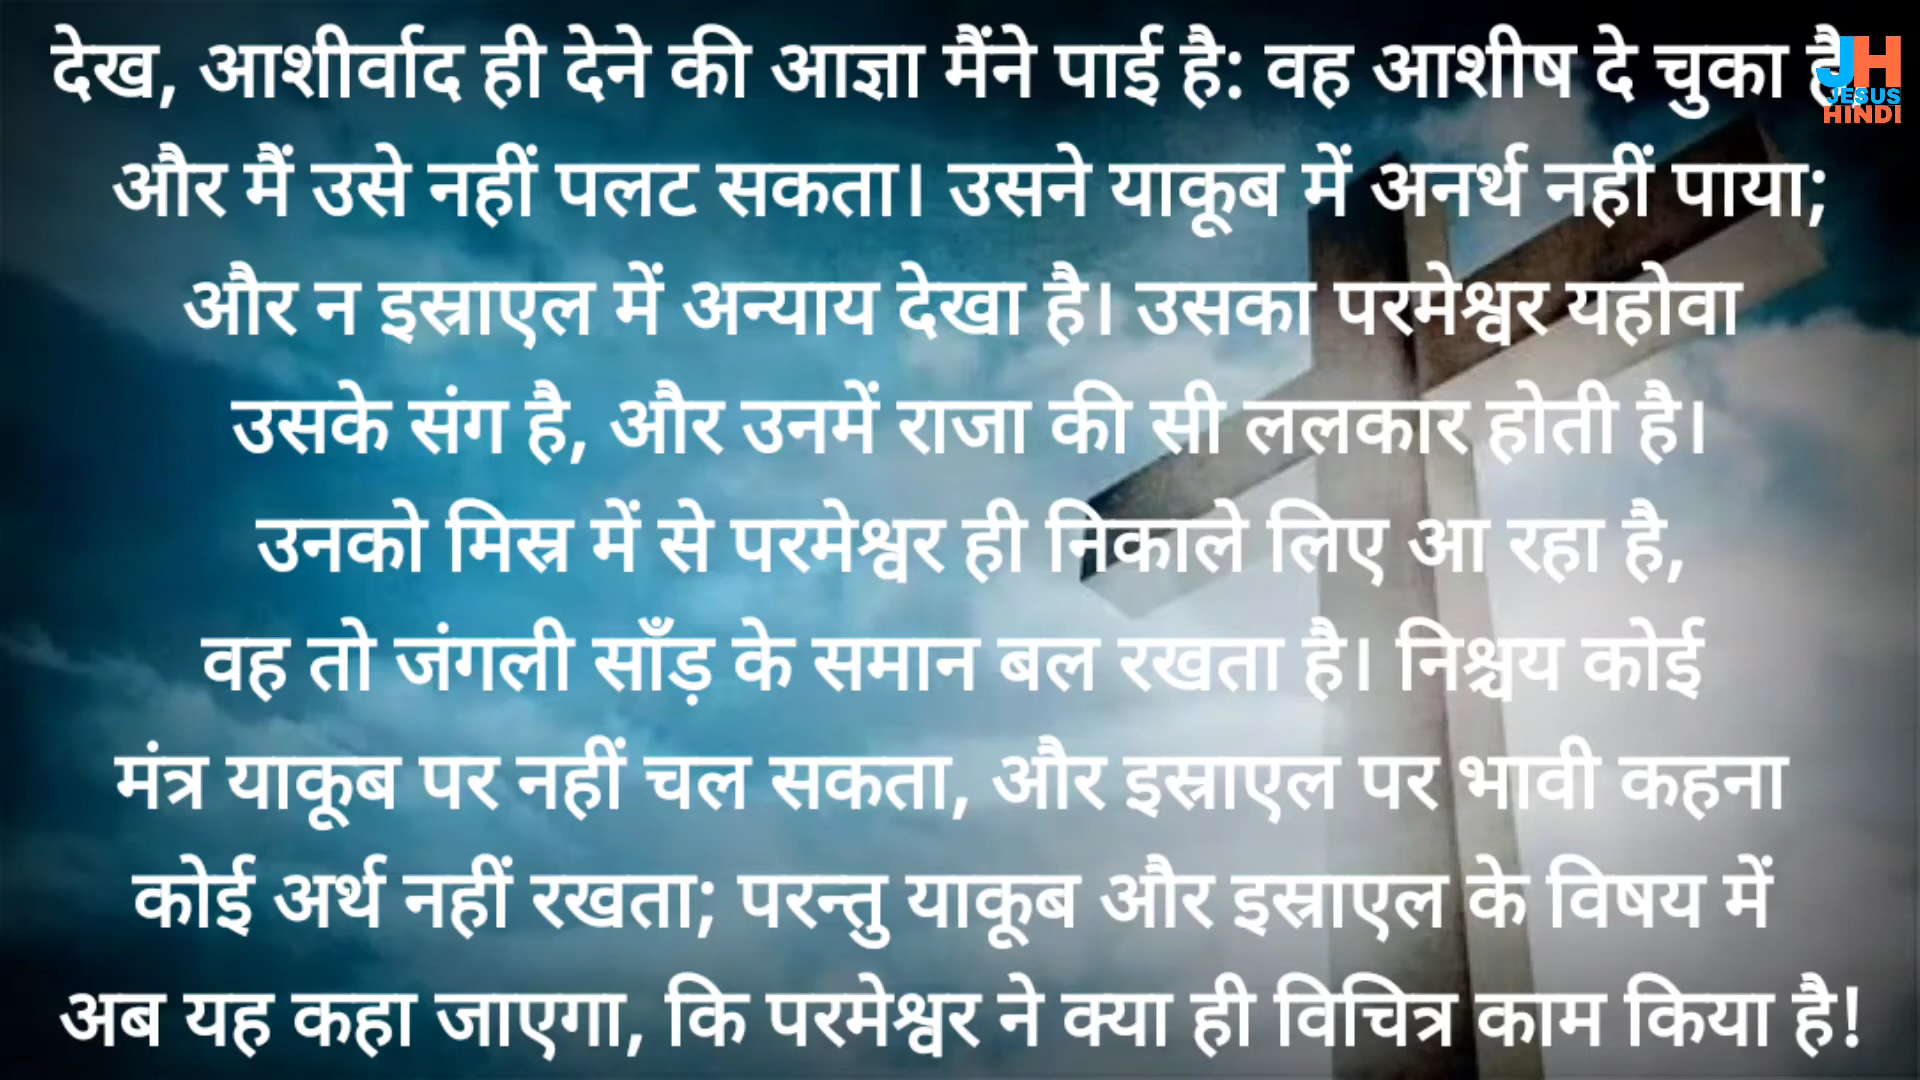 देख, आशीर्वाद ही देने की आज्ञा मैंने पाई है: वह आशीष दे चुका है,
JH
JESUS
HINDI
और मैं उसे नहीं पलट सकता। उसने याकूब में अनर्थ नहीं पाया;
और न इस्राएल में अन्याय देखा है। उसका परमेश्वर यहोवा
उसके संग है, और उनमें राजा की सी ललकार होती है।
उनको मिस्र में से परमेश्वर ही निकाले लिए आ रहा है,
वह तो जंगली साँड़ के समान बल रखता है। निश्चय कोई
मंत्र याकूब पर नहीं चल सकता, और इस्राएल पर भावी कहना
कोई अर्थ नहीं रखता; परन्तु याकूब और इस्राएल के विषय में
अब यह कहा जाएगा, कि परमेश्वर ने क्या ही विचित्र काम किया है!